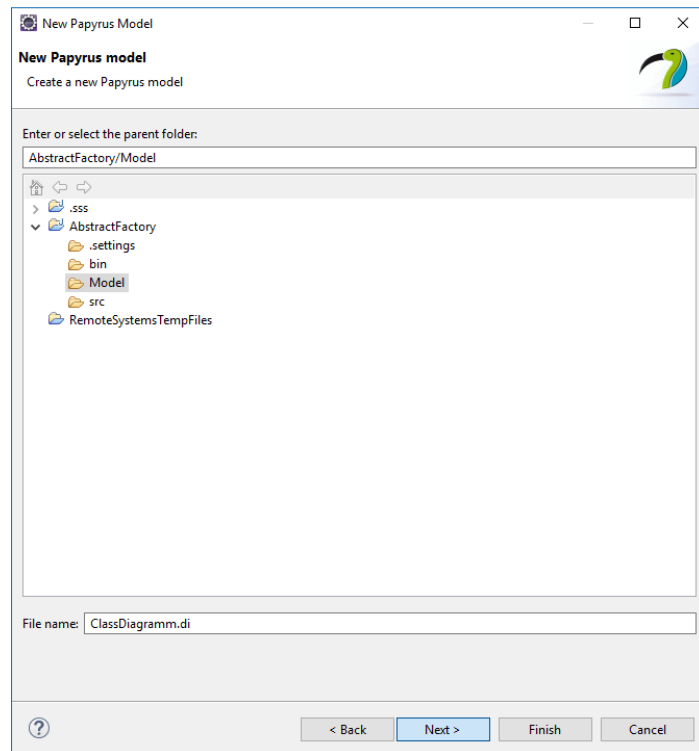 New Papyrus Model
New Papyrus model
Create a new Papyrus model
Enter or select the parent folder:
AbstractFactory/Model
.sss
AbstractFactory
.settings
bin
Model
src
RemoteSystemsTempFiles
File name: ClassDiagramm.di
? < Back Next > Finish Cancel